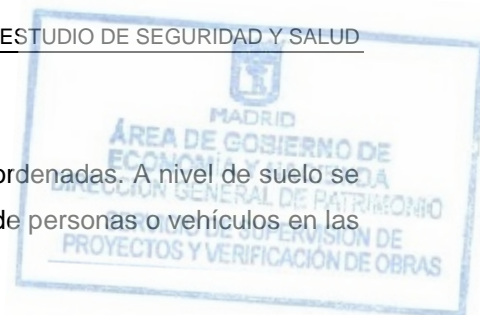 ESTUDIO DE SEGURIDAD Y SALUD
MADRID
ÁREA DE GOBIERNO DE
ECONOMÍA Y HACIENDA
DIRECCIÓN GENERAL DE PATRIMONIO
SERVICIO DE SUPERVISIÓN DE
PROYECTOS Y VERIFICACIÓN DE OBRAS
ordenadas. A nivel de suelo se
de personas o vehículos en las